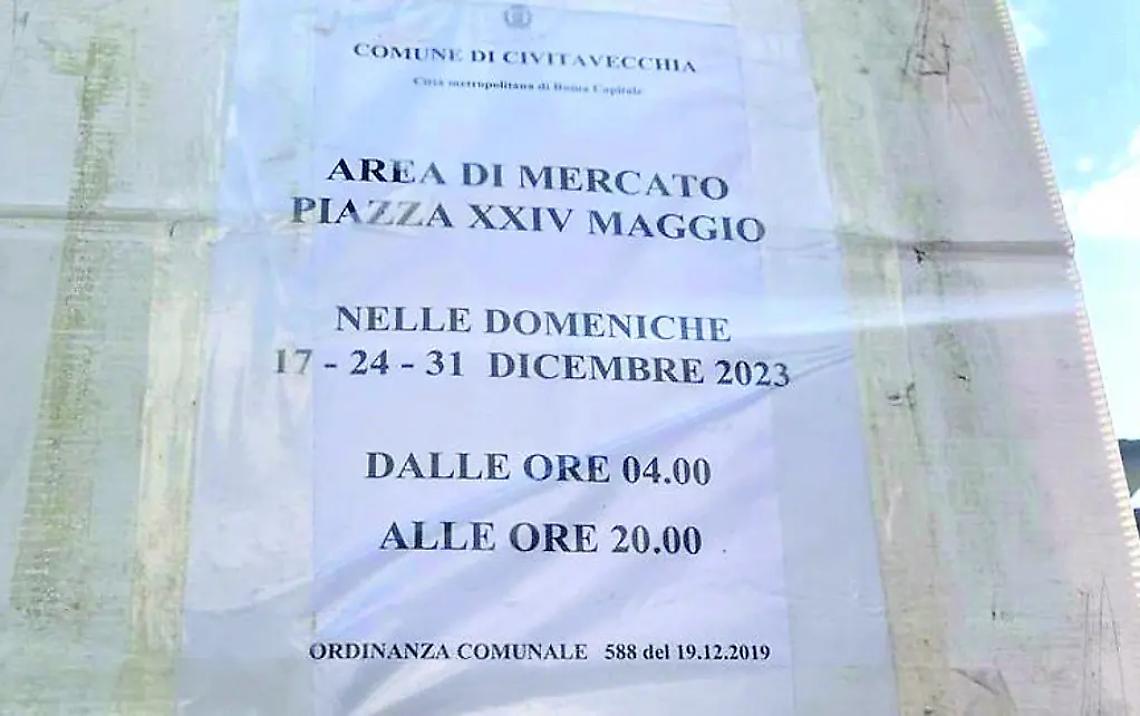 COMUNE DI CIVITAVECCHIA
Città metropolitana di Roma Capitale
AREA DI MERCATO
PIAZZA XXIV MAGGIO
NELLE DOMENICHE
17 - 24 - 31 DICEMBRE 2023
DALLE ORE 04.00
ALLE ORE 20.00
ORDINANZA COMUNALE 588 del 19.12.2019